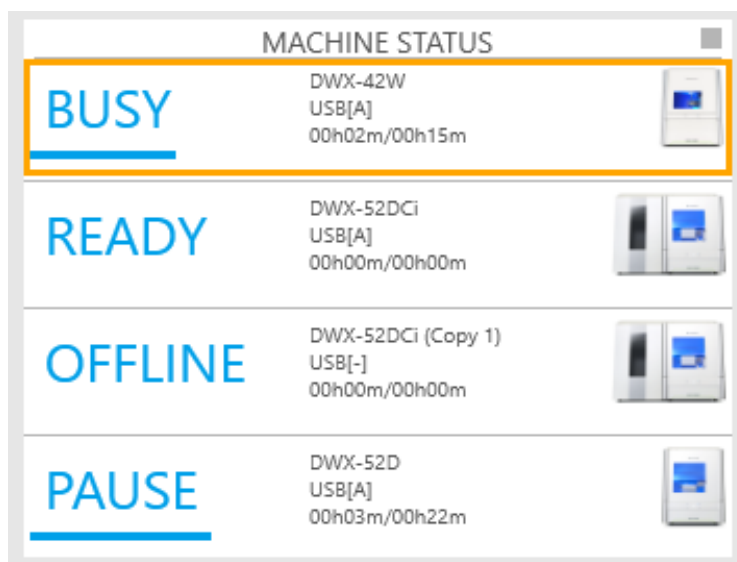 MACHINE STATUS
BUSY
DWX-42W
USB[A]
00h02m/00h15m
READY
DWX-52DCi
USB[A]
00h00m/00h00m
OFFLINE
DWX-52DCi (Copy 1)
USB[-]
00h00m/00h00m
PAUSE
DWX-52D
USB[A]
00h03m/00h22m